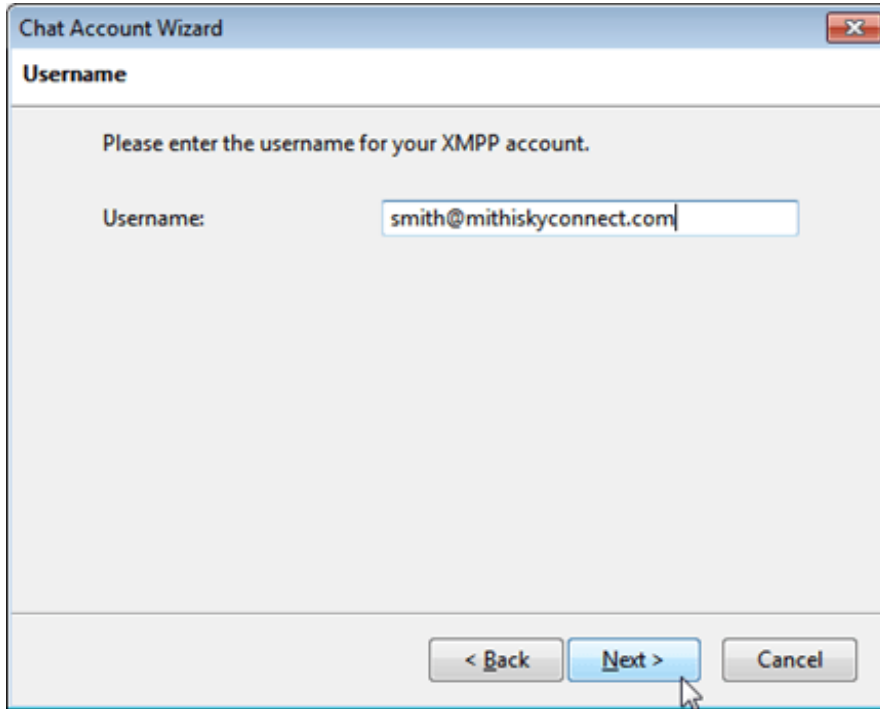 Chat Account Wizard
Username
Please enter the username for your XMPP account.
Username: smith@mithiskyconnect.com
< Back Next > Cancel